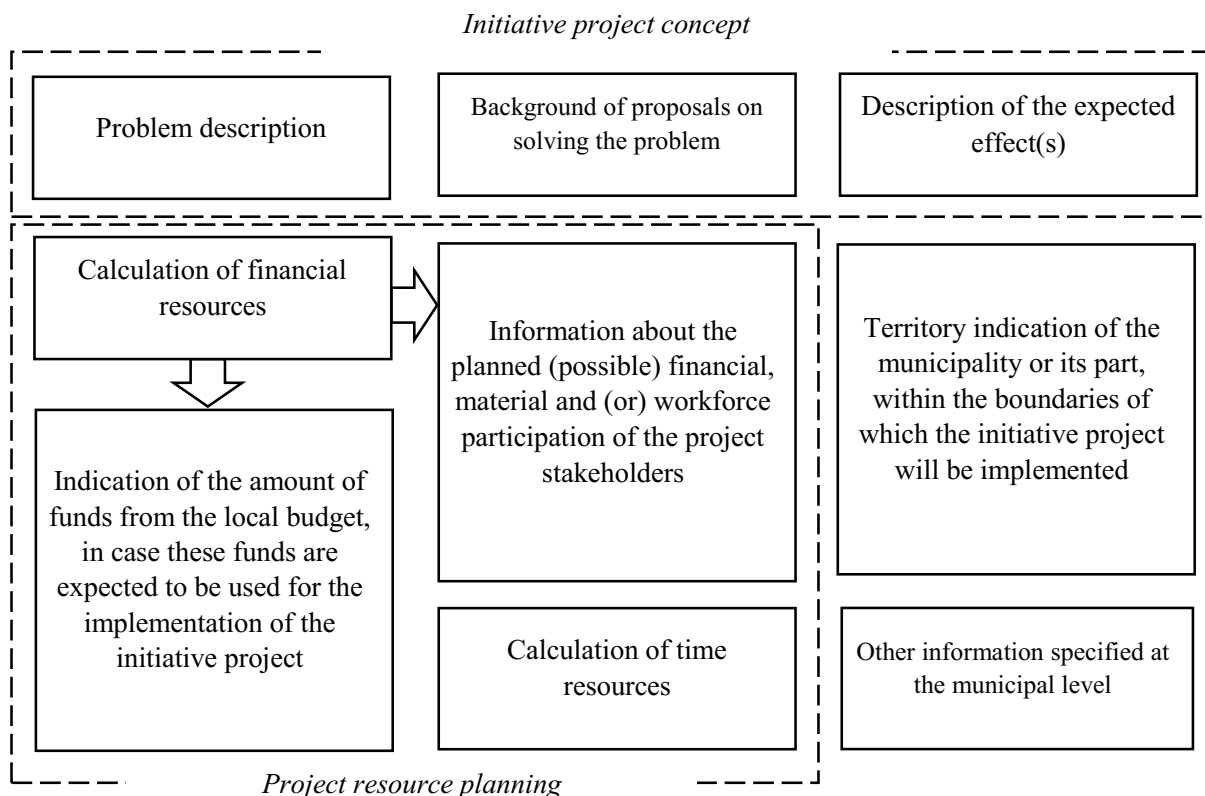 Initiative project concept
Problem description
Background of proposals on
solving the problem
Description of the expected
effect(s)
Calculation of financial
resources
Information about the
planned (possible) financial,
material and (or) workforce
participation of the project
stakeholders
Territory indication of the
municipality or its part,
within the boundaries of
which the initiative project
will be implemented
Indication of the amount of
funds from the local budget,
in case these funds are
expected to be used for the
implementation of the
initiative project
Calculation of time
resources
Other information specified at
the municipal level
Project resource planning